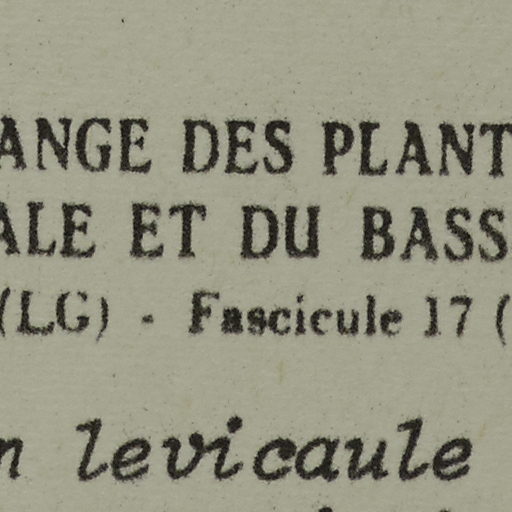 ANGE DES PLANT
ALE ET DU BASS
(LG) - Fascicule 17 (
n levicaule